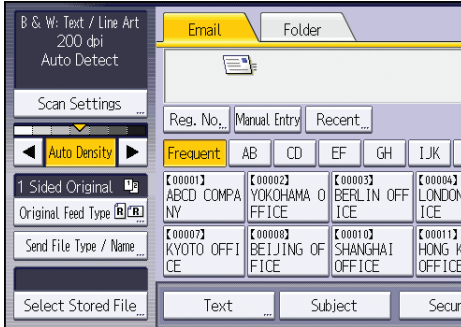 B & W: Text / Line Art
200 dpi
Auto Detect
Scan Settings
Auto Density
1 Sided Original
Original Feed Type
Send File Type / Name
Select Stored File
Email
Folder
Reg. No.
Manual Entry
Recent
Frequent
AB
CD
EF
GH
IJK
[00001]
ABCD COMPA
NY
[00002]
YOKOHAMA O
FFICE
[00003]
BERLIN OFF
ICE
[00004]
LONDON
ICE
[00007]
KYOTO OFFI
CE
[00008]
BEIJING OF
FICE
[00010]
SHANGHAI
OFFICE
[00011]
HONG K
OFFICE
Text
Subject
Secur